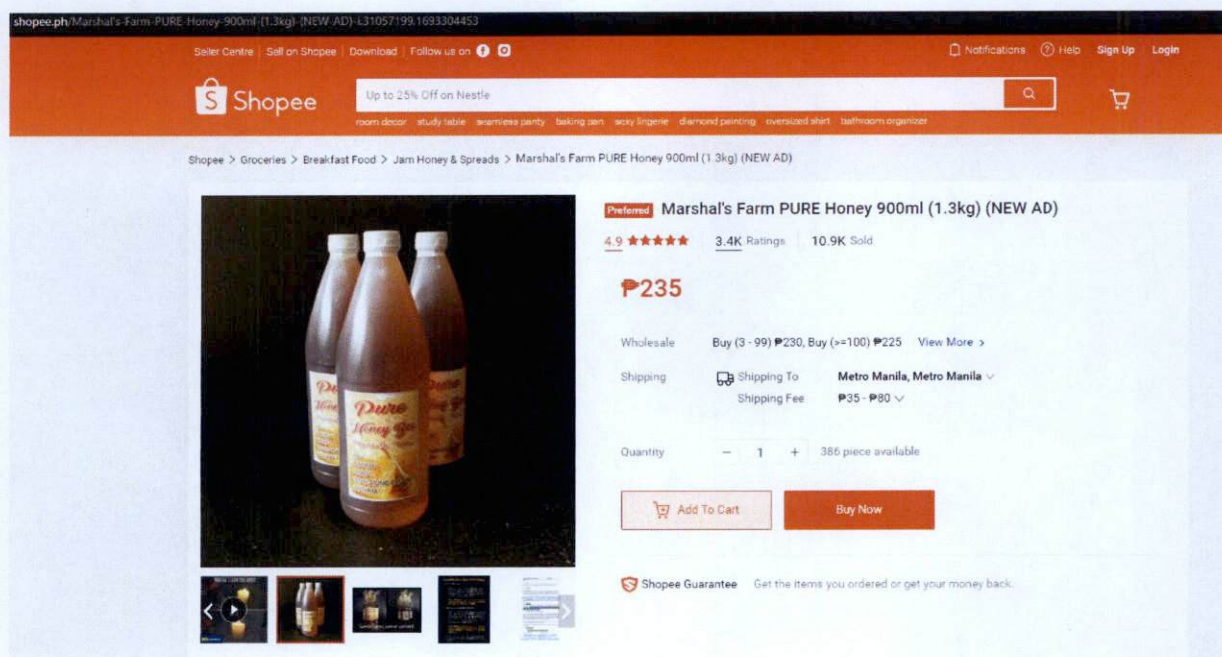 shopee.ph/Marshal's-Farm-PURE-Honey-900ml-(1.3kg)-(NEW-AD)-i.31057199.1693304453
Seller Centre Sell on Shopee Download Follow us on
Notifications Help Sign Up Login
Shopee
Up to 25% Off on Nestle
room decor study table seamless panty baking pan sexy lingerie diamond painting oversized shirt bathroom organizer
Shopee > Groceries > Breakfast Food > Jam Honey & Spreads > Marshal's Farm PURE Honey 900ml (1.3kg) (NEW AD)
Preferred Marshal's Farm PURE Honey 900ml (1.3kg) (NEW AD)
4.9 3.4K Ratings 10.9K Sold
₱235
Wholesale Buy (3 - 99) ₱230, Buy (>=100) ₱225 View More >
Shipping Shipping To Metro Manila, Metro Manila
Shipping Fee ₱35 - ₱80
Quantity - 1 + 386 piece available
Add To Cart Buy Now
Shopee Guarantee Get the items you ordered or get your money back.
Pure
Honey Bee